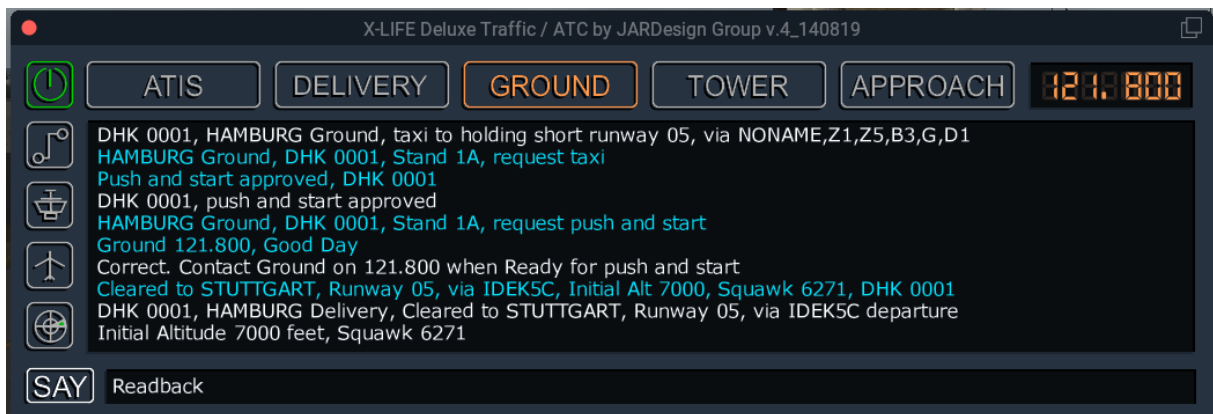 X-LIFE Deluxe Traffic / ATC by JARDesign Group v.4_140819
ATIS DELIVERY GROUND TOWER APPROACH 121.800
DHK 0001, HAMBURG Ground, taxi to holding short runway 05, via NONAME,Z1,Z5,B3,G,D1
HAMBURG Ground, DHK 0001, Stand 1A, request taxi
Push and start approved, DHK 0001
DHK 0001, push and start approved
HAMBURG Ground, DHK 0001, Stand 1A, request push and start
Ground 121.800, Good Day
Correct. Contact Ground on 121.800 when Ready for push and start
Cleared to STUTTGART, Runway 05, via IDEK5C, Initial Alt 7000, Squawk 6271, DHK 0001
DHK 0001, HAMBURG Delivery, Cleared to STUTTGART, Runway 05, via IDEK5C departure
Initial Altitude 7000 feet, Squawk 6271
SAY Readback